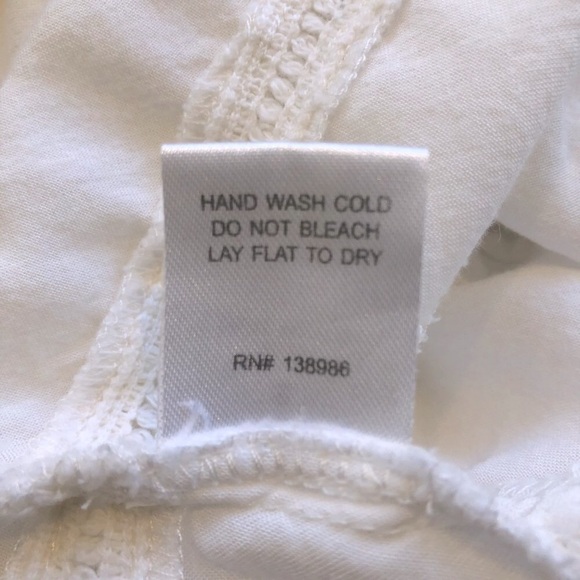 HAND WASH COLD
DO NOT BLEACH
LAY FLAT TO DRY
RN# 138986